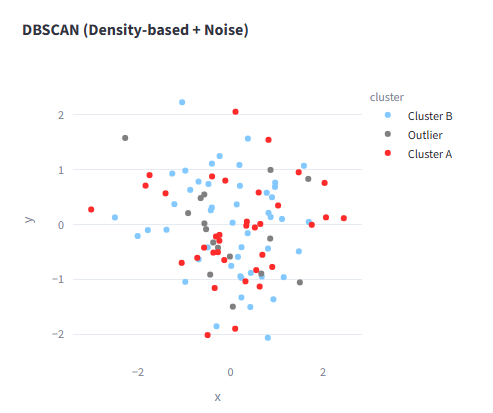 DBSCAN (Density-based + Noise)
cluster
Cluster B
Outlier
Cluster A
2
1
0
−1
−2
y
−2
0
2
x